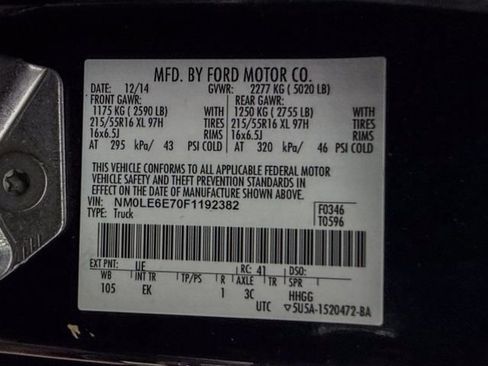 MFD. BY FORD MOTOR CO.
DATE: 12/14 GVWR: 2277 KG ( 5020 LB)
FRONT GAWR: REAR GAWR:
1175 KG ( 2590 LB) WITH 1250 KG ( 2755 LB) WITH
215/55R16 XL 97H TIRES 215/55R16 XL 97H TIRES
16x6.5J RIMS 16x6.5J RIMS
AT 295 kPa/ 43 PSI COLD AT 320 kPa/ 46 PSI COLD
THIS VEHICLE CONFORMS TO ALL APPLICABLE FEDERAL MOTOR
VEHICLE SAFETY AND THEFT PREVENTION STANDARDS IN
EFFECT ON THE DATE OF MANUFACTURE SHOWN ABOVE.
VIN: NM0LE6E70F1192382 F0346
TYPE: Truck T0596
EXT PNT: UE RC: 41 DSO:
WB INT TR TP/PS R AXLE TR SPR
105 EK 1 3C HHGG
UTC ▽5U5A-1520472-BA